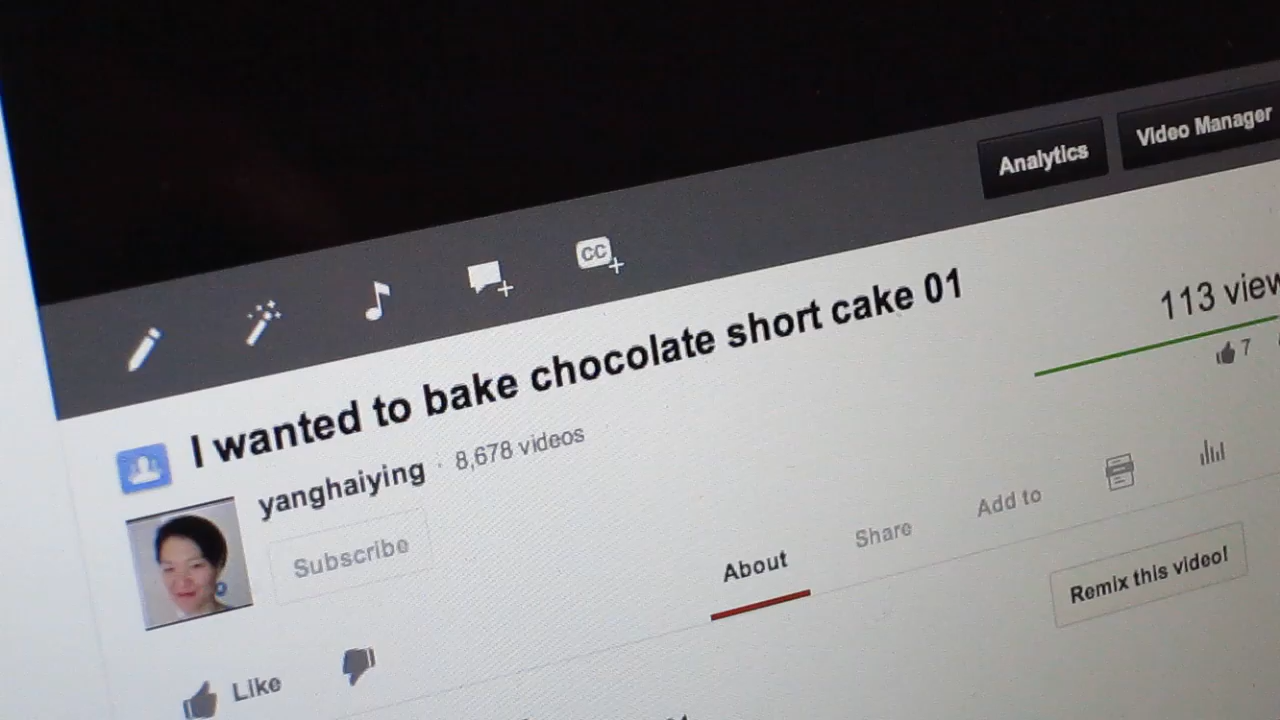 Analytics
Video Manager
CC
I wanted to bake chocolate short cake 01
113
7
yanghaiying · 8,678 videos
Subscribe
About
Share
Add to
Remix this video!
Like